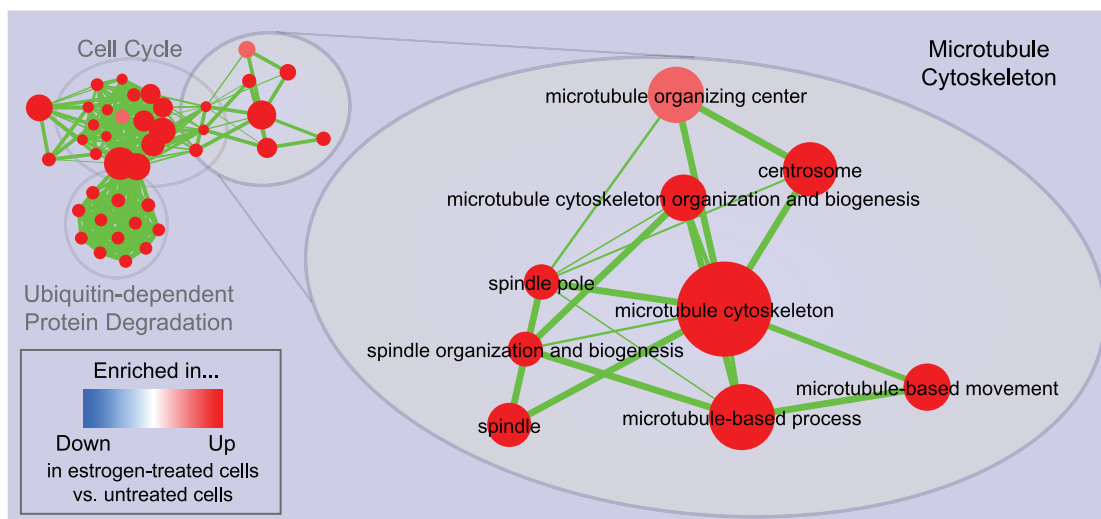 Cell Cycle
Microtubule
Cytoskeleton
microtubule organizing center
centrosome
microtubule cytoskeleton organization and biogenesis
spindle pole
microtubule cytoskeleton
spindle organization and biogenesis
microtubule-based movement
microtubule-based process
spindle
Ubiquitin-dependent
Protein Degradation
Enriched in...
Down Up
in estrogen-treated cells
vs. untreated cells